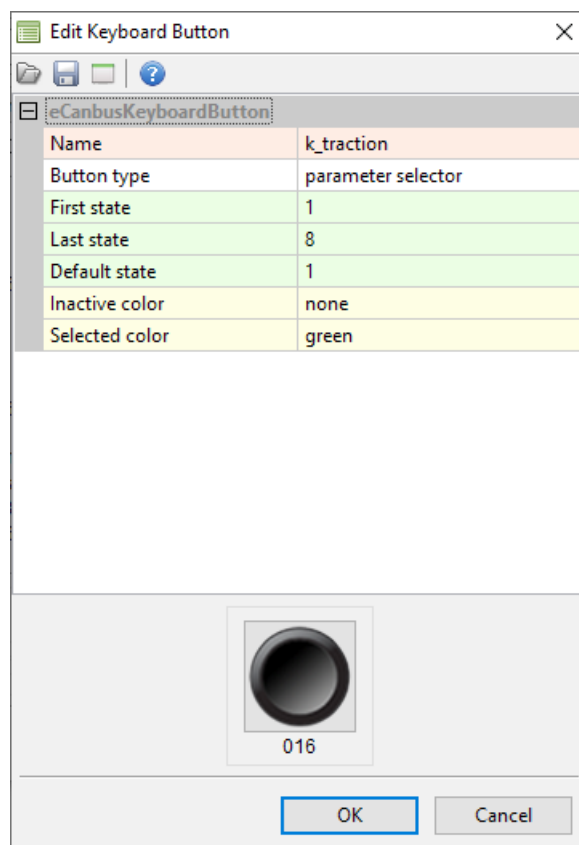 Edit Keyboard Button
eCanbusKeyboardButton
Name k_traction
Button type parameter selector
First state 1
Last state 8
Default state 1
Inactive color none
Selected color green
016
OK Cancel